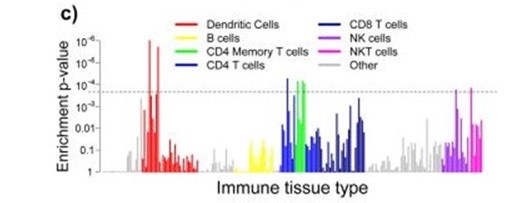 c)
Dendritic Cells
B cells
CD4 Memory T cells
CD4 T cells
CD8 T cells
NK cells
NKT cells
Other
Enrichment p-value
10⁻⁶
10⁻⁵
10⁻⁴
10⁻³
0.01
0.1
1
Immune tissue type